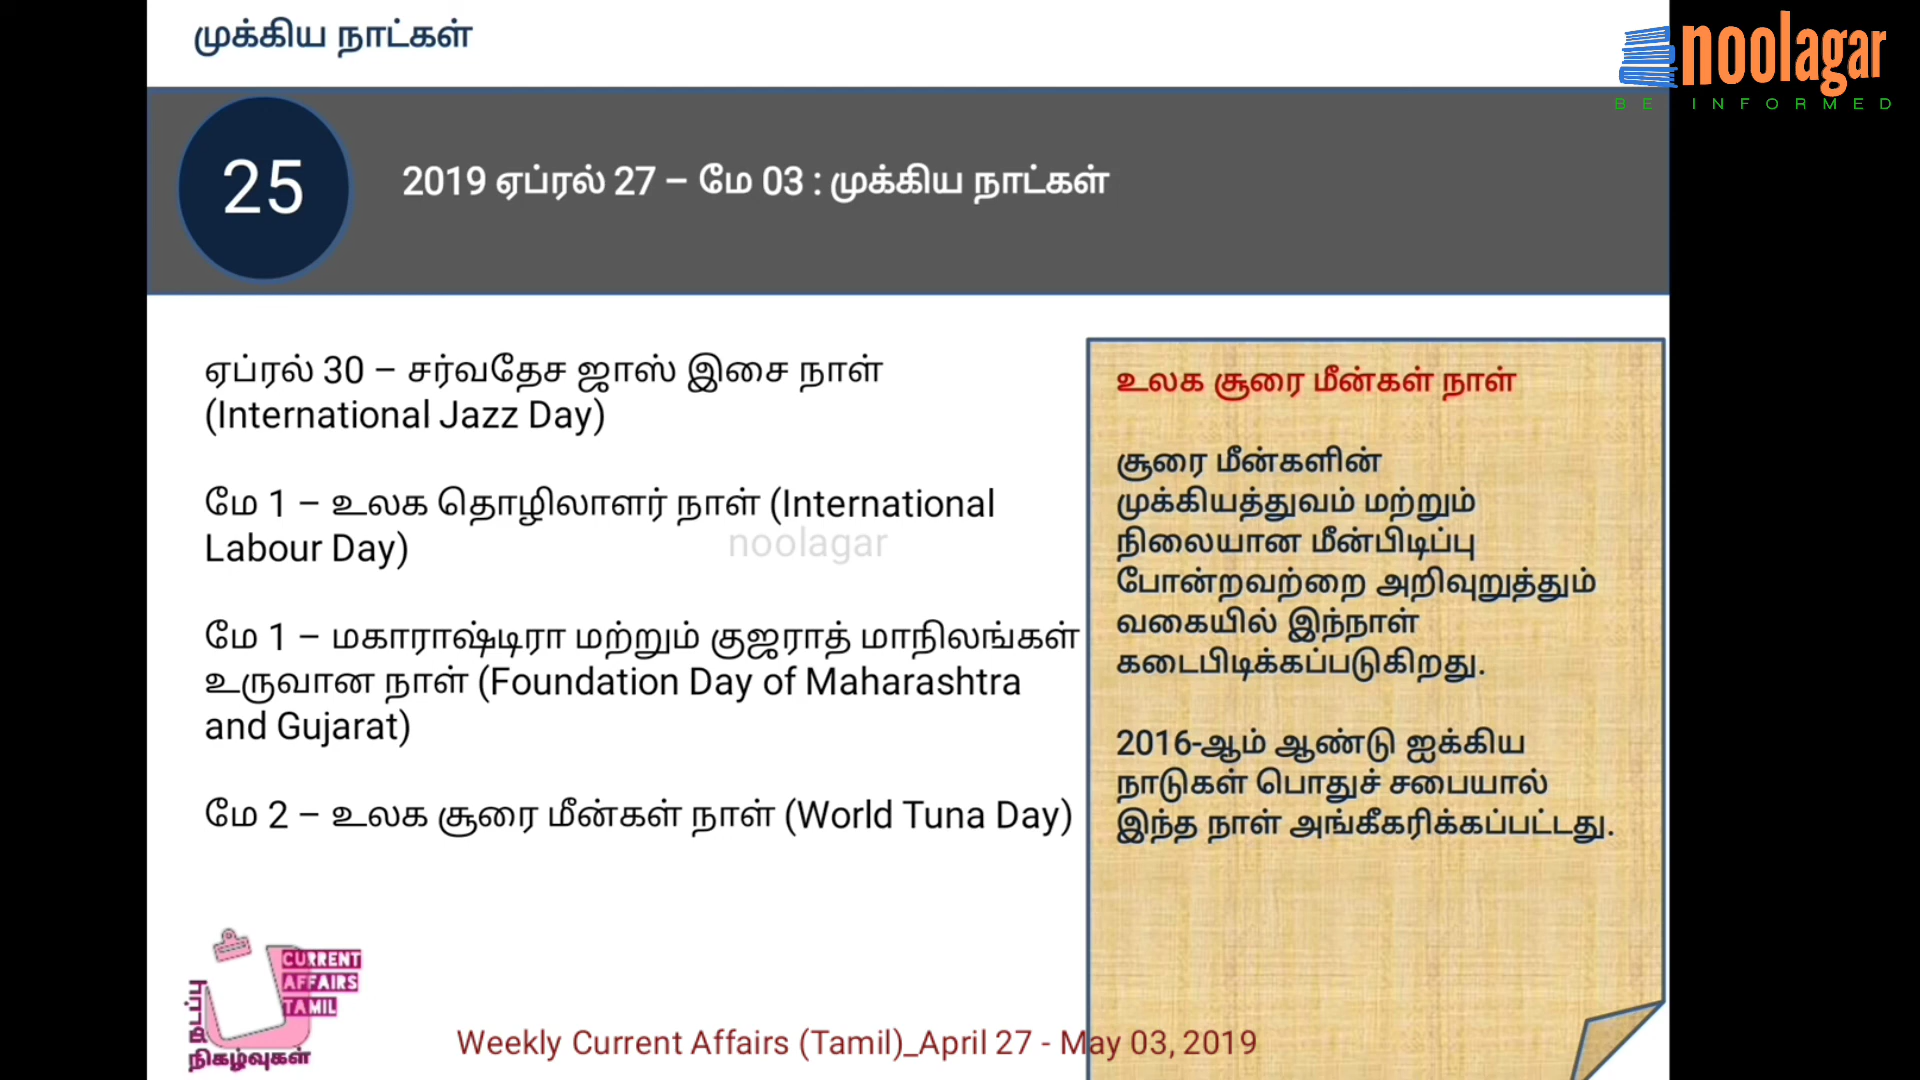 முக்கிய நாட்கள்
noolagar
BE INFORMED
25
2019 ஏப்ரல் 27 – மே 03 : முக்கிய நாட்கள்
ஏப்ரல் 30 – சர்வதேச ஜாஸ் இசை நாள்
(International Jazz Day)
மே 1 – உலக தொழிலாளர் நாள் (International
Labour Day)
noolagar
மே 1 – மகாராஷ்டிரா மற்றும் குஜராத் மாநிலங்கள்
உருவான நாள் (Foundation Day of Maharashtra
and Gujarat)
மே 2 – உலக சூரை மீன்கள் நாள் (World Tuna Day)
உலக சூரை மீன்கள் நாள்
சூரை மீன்களின்
முக்கியத்துவம் மற்றும்
நிலையான மீன்பிடிப்பு
போன்றவற்றை அறிவுறுத்தும்
வகையில் இந்நாள்
கடைபிடிக்கப்படுகிறது.
2016-ஆம் ஆண்டு ஐக்கிய
நாடுகள் பொதுச் சபையால்
இந்த நாள் அங்கீகரிக்கப்பட்டது.
CURRENT
AFFAIRS
TAMIL
நடப்பு
நிகழ்வுகள்
Weekly Current Affairs (Tamil)_April 27 - May 03, 2019